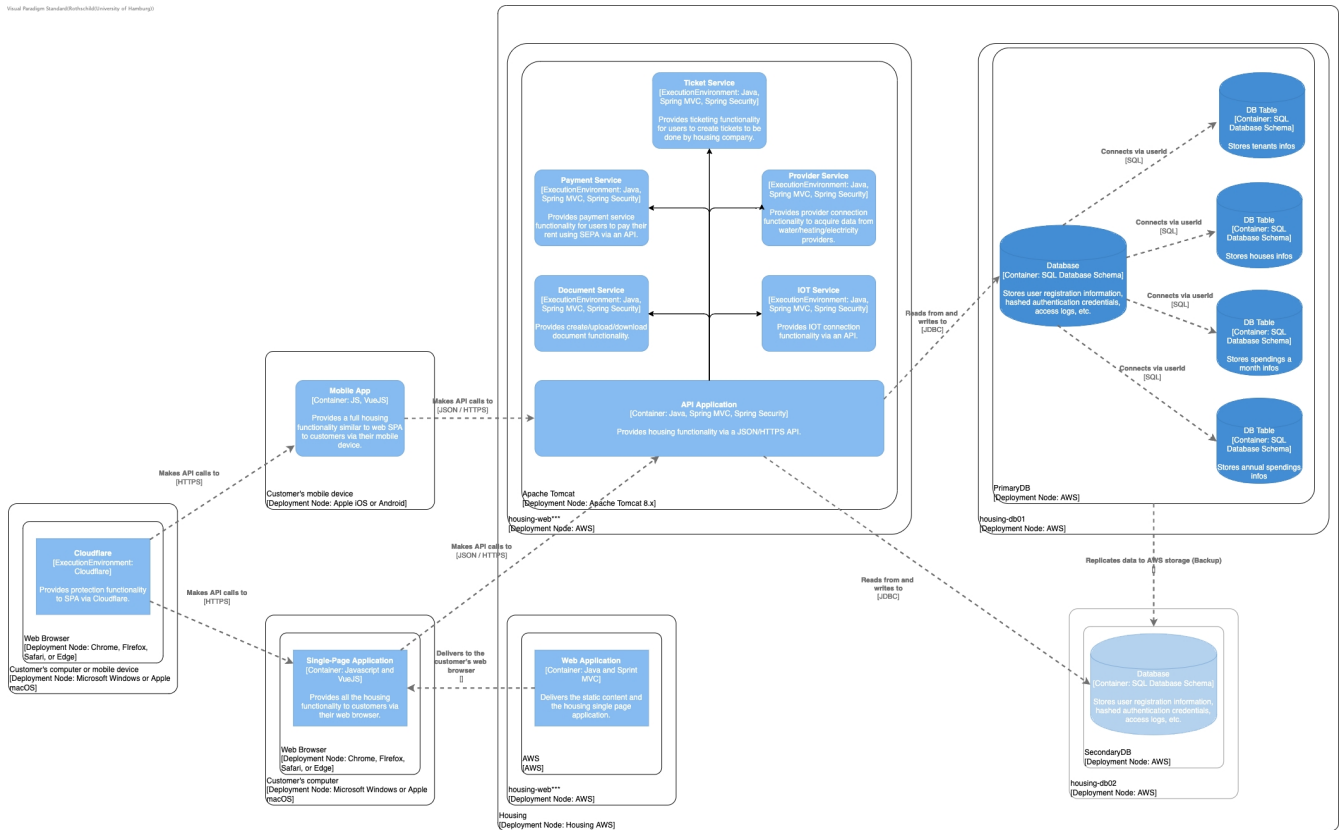 Visual Paradigm Standard(Rothschild(University of Hamburg))
Ticket Service
[ExecutionEnvironment: Java,
Spring MVC, Spring Security]
Provides ticketing functionality
for users to create tickets to be
done by housing company.
Payment Service
[ExecutionEnvironment: Java,
Spring MVC, Spring Security]
Provides payment service
functionality for users to pay their
rent using SEPA via an API.
Provider Service
[ExecutionEnvironment: Java,
Spring MVC, Spring Security]
Provides provider connection
functionality to acquire data from
water/heating/electricity
providers.
Document Service
[ExecutionEnvironment: Java,
Spring MVC, Spring Security]
Provides create/upload/download
document functionality.
IOT Service
[ExecutionEnvironment: Java,
Spring MVC, Spring Security]
Provides IOT connection
functionality via an API.
API Application
[Container: Java, Spring MVC, Spring Security]
Provides housing functionality via a JSON/HTTPS API.
Apache Tomcat
[Deployment Node: Apache Tomcat 8.x]
housing-web***
[Deployment Node: AWS]
Reads from and
writes to
[JDBC]
Database
[Container: SQL Database Schema]
Stores user registration information,
hashed authentication credentials,
access logs, etc.
Connects via userId
[SQL]
DB Table
[Container: SQL
Database Schema]
Stores tenants infos
Connects via userId
[SQL]
DB Table
[Container: SQL
Database Schema]
Stores houses infos
Connects via userId
[SQL]
DB Table
[Container: SQL
Database Schema]
Stores spendings a
month infos
Connects via userId
[SQL]
DB Table
[Container: SQL
Database Schema]
Stores annual spendings
infos
PrimaryDB
[Deployment Node: AWS]
housing-db01
[Deployment Node: AWS]
Mobile App
[Container: JS, VueJS]
Provides a full housing
functionality similar to web SPA
to customers via their mobile
device.
Customer's mobile device
[Deployment Node: Apple iOS or Android]
Makes API calls to
[JSON / HTTPS]
Makes API calls to
[HTTPS]
Cloudflare
[ExecutionEnvironment:
Cloudflare]
Provides protection functionality
to SPA via Cloudflare.
Web Browser
[Deployment Node: Chrome, FIrefox,
Safari, or Edge]
Customer's computer or mobile device
[Deployment Node: Microsoft Windows or Apple
macOS]
Makes API calls to
[HTTPS]
Makes API calls to
[JSON / HTTPS]
Single-Page Application
[Container: Javascript and
VueJS]
Provides all the housing
functionality to customers via
their web browser.
Web Browser
[Deployment Node: Chrome, FIrefox,
Safari, or Edge]
Customer's computer
[Deployment Node: Microsoft Windows or Apple
macOS]
Delivers to the
customer's web
browser
[]
Web Application
[Container: Java and Sprint
MVC]
Delivers the static content and
the housing single page
application.
AWS
[AWS]
housing-web***
[Deployment Node: AWS]
Reads from and
writes to
[JDBC]
Replicates data to AWS storage (Backup)
[]
Database
[Container: SQL Database Schema]
Stores user registration information,
hashed authentication credentials,
access logs, etc.
SecondaryDB
[Deployment Node: AWS]
housing-db02
[Deployment Node: AWS]
Housing
[Deployment Node: Housing AWS]